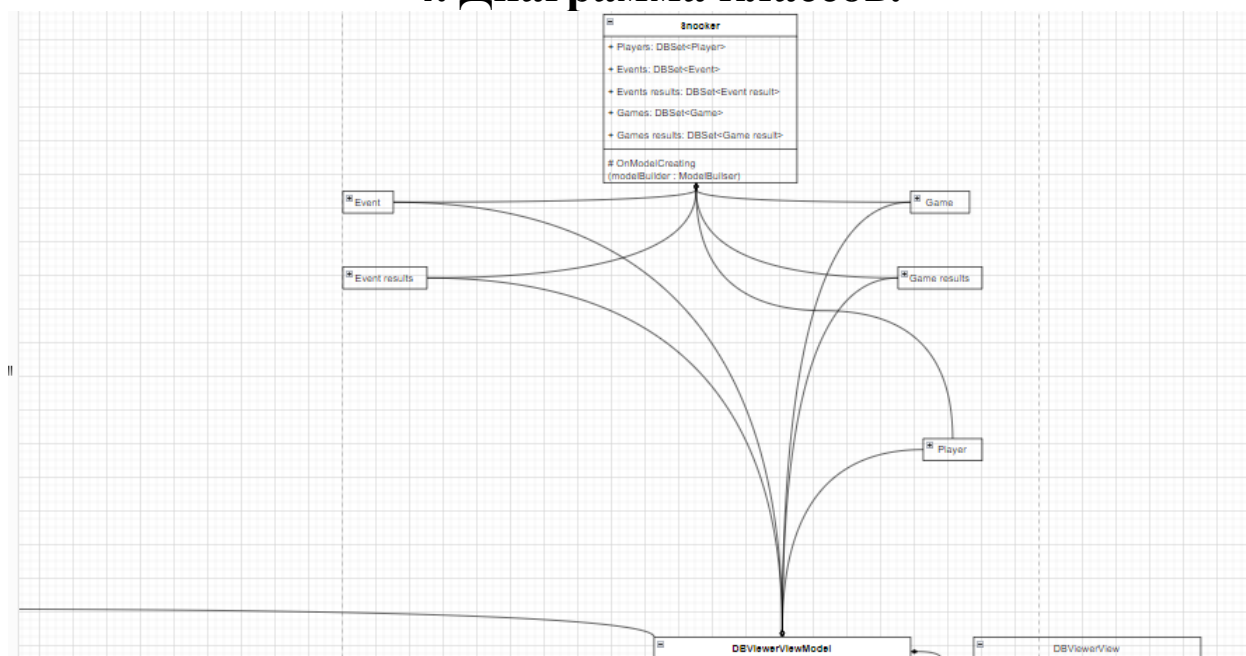 Snooker
+ Players: DBSet<Player>
+ Events: DBSet<Event>
+ Events results: DBSet<Event result>
+ Games: DBSet<Game>
+ Games results: DBSet<Game result>
# OnModelCreating
(modelBuilder : ModelBuilser)
Event
Game
Event results
Game results
Player
DBViewerViewModel
DBViewerView